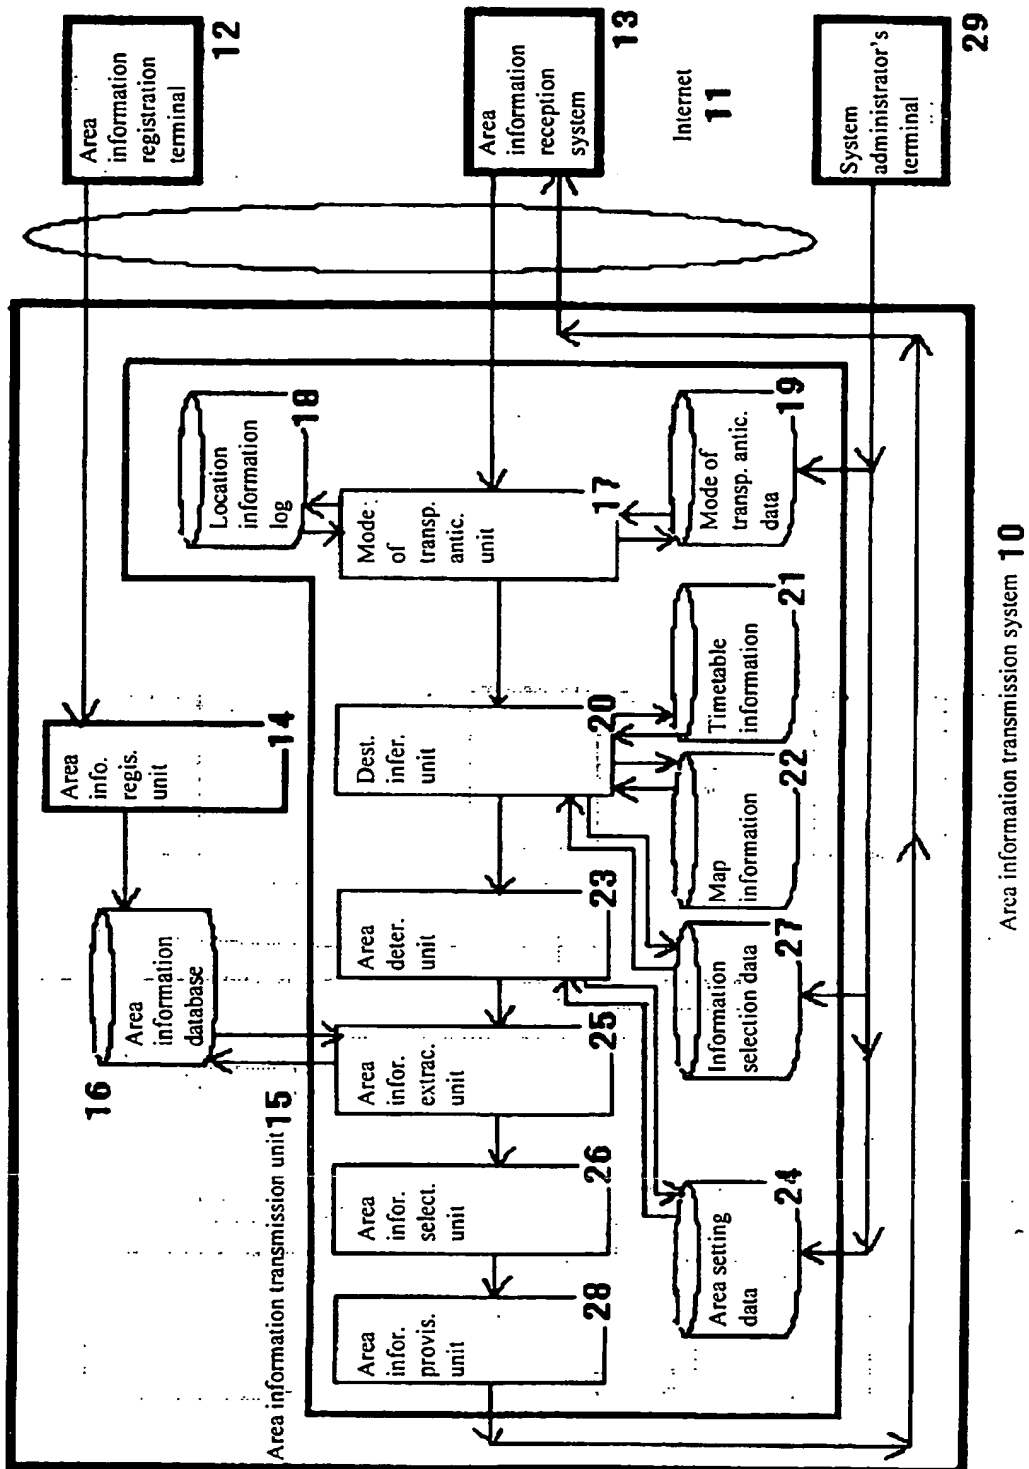 Area
information
registration
terminal
12
Area
information
reception
system
13
Internet
11
System
administrator's
terminal
29
Area
info.
regis.
unit
14
Area
information
database
16
Location
information
log
18
Mode
of
transp.
antic.
unit
17
Mode of
transp. antic.
data
19
Dest.
infer.
unit
20
Timetable
information
21
Map
information
22
Area
deter.
unit
23
Information
selection data
27
Area
infor.
extrac.
unit
25
Area
infor.
select.
unit
26
Area setting
data
24
Area
infor.
provis.
unit
28
Area information transmission unit 15
Area information transmission system 10